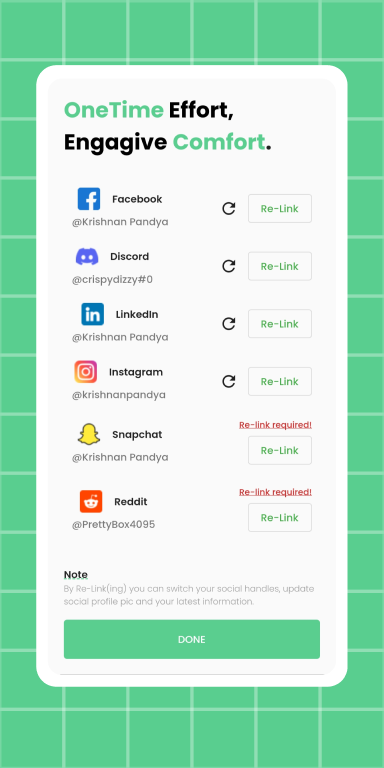 OneTime Effort,
Engagive Comfort.
Facebook
@Krishnan Pandya
Re-Link
Discord
@crispydizzy#0
Re-Link
in
LinkedIn
@Krishnan Pandya
Re-Link
Instagram
@krishnanpandya
Re-Link
Re-link required!
Snapchat
@Krishnan Pandya
Re-Link
Re-link required!
Reddit
@PrettyBox4095
Re-Link
Note
By Re-Link(ing) you can switch your social handles, update
social profile pic and your latest information.
DONE